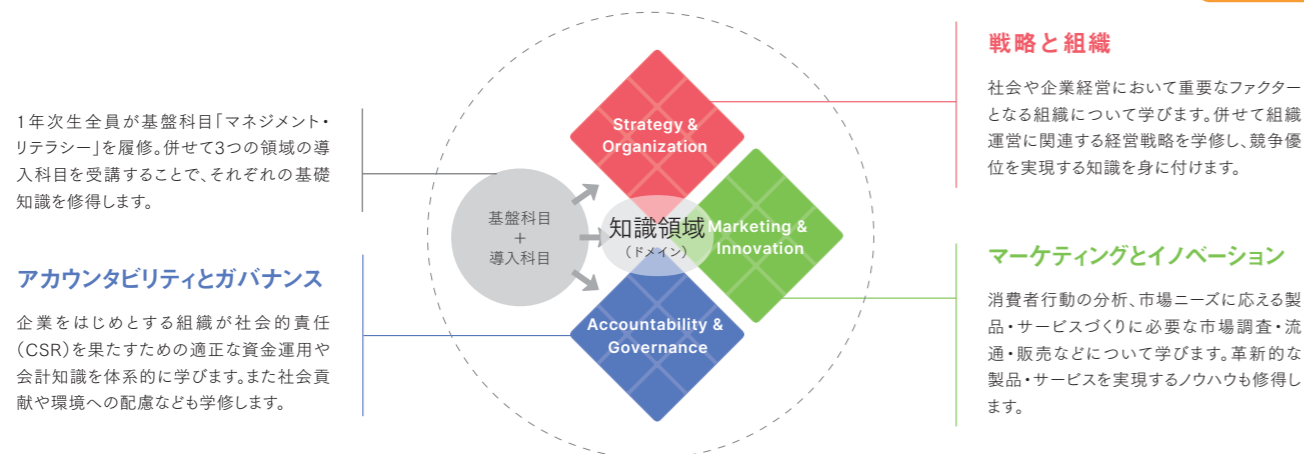 1年次生全員が基盤科目「マネジメント・
リテラシー」を履修。併せて3つの領域の導
入科目を受講することで、それぞれの基礎
知識を修得します。
アカウンタビリティとガバナンス
企業をはじめとする組織が社会的責任
（CSR）を果たすための適正な資金運用や
会計知識を体系的に学びます。また社会貢
献や環境への配慮なども学修します。
基盤科目
+
導入科目
知識領域
（ドメイン）
Strategy &
Organization
Marketing &
Innovation
Accountability &
Governance
戦略と組織
社会や企業経営において重要なファクター
となる組織について学びます。併せて組織
運営に関連する経営戦略を学修し、競争優
位を実現する知識を身に付けます。
マーケティングとイノベーション
消費者行動の分析、市場ニーズに応える製
品・サービスづくりに必要な市場調査・流
通・販売などについて学びます。革新的な
製品・サービスを実現するノウハウも修得し
ます。